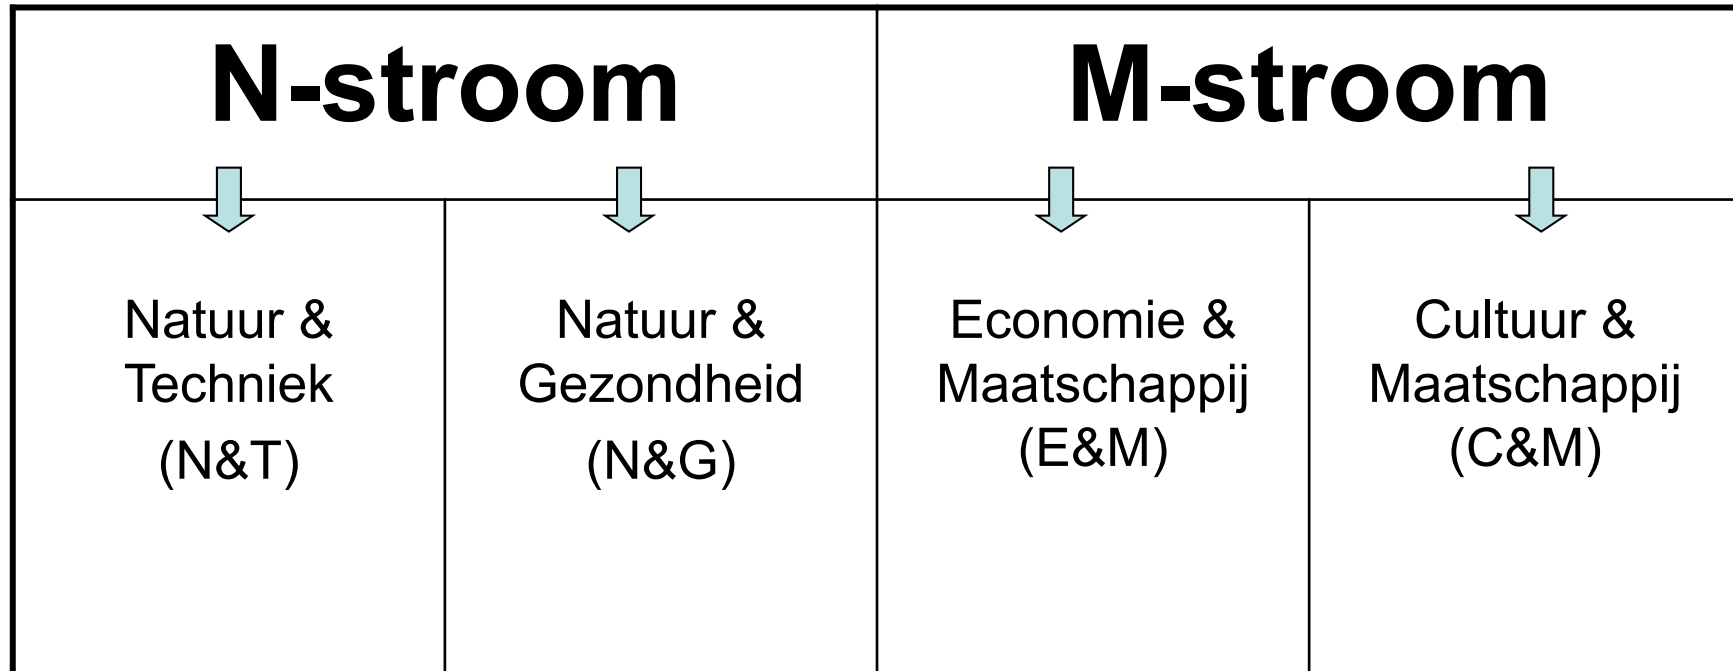 N-stroom
M-stroom
Natuur &
Techniek
(N&T)
Natuur &
Gezondheid
(N&G)
Economie &
Maatschappij
(E&M)
Cultuur &
Maatschappij
(C&M)